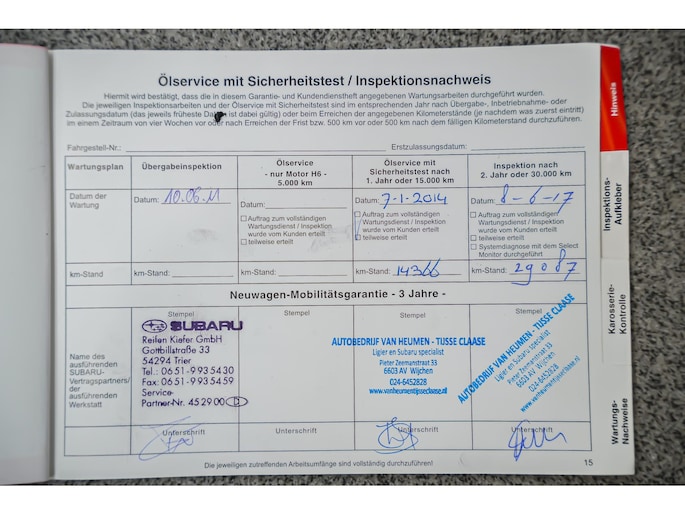 Ölservice mit Sicherheitstest / Inspektionsnachweis
Hiermit wird bestätigt, dass die in diesem Garantie- und Kundendienstheft angegebenen Wartungsarbeiten durchgeführt wurden.
Die jeweiligen Inspektionsarbeiten und der Ölservice mit Sicherheitstest sind im entsprechenden Jahr nach Übergabe-, Inbetriebnahme- oder
Zulassungsdatum (das jeweils früheste Datum ist dabei gültig) oder beim Erreichen der angegebenen Kilometerstände (je nachdem was zuerst eintritt)
im einem Zeitraum von vier Wochen vor oder nach Erreichen der Frist bzw. 500 km vor oder 500 km nach dem fälligen Kilometerstand durchzuführen.
Fahrgestell-Nr.:
Erstzulassungsdatum:
Wartungsplan
Übergabeinspektion
Ölservice
- nur Motor H6 -
5.000 km
Ölservice mit
Sicherheitstest nach
1. Jahr oder 15.000 km
Inspektion nach
2. Jahr oder 30.000 km
Datum der
Wartung
Datum: 10.06.11
Datum:
Auftrag zum vollständigen
Wartungsdienst / Inspektion
wurde vom Kunden erteilt
teilweise erteilt
Datum: 7-1-2014
Auftrag zum vollständigen
Wartungsdienst / Inspektion
wurde vom Kunden erteilt
teilweise erteilt
Datum: 8-6-17
Auftrag zum vollständigen
Wartungsdienst / Inspektion
wurde vom Kunden erteilt
teilweise erteilt
Systemdiagnose mit dem Select
Monitor durchgeführt
km-Stand
km-Stand:
km-Stand:
km-Stand: 14366
km-Stand: 29087
Neuwagen-Mobilitätsgarantie - 3 Jahre -
Name des
ausführenden
SUBARU-
Vertragspartners/
der
ausführenden
Werkstatt
Stempel
SUBARU
Reifen Kiefer GmbH
Gottbillstraße 33
54294 Trier
Tel.: 06 51-9935430
Fax: 06 51-9935459
Service-
Partner-Nr. 452900 D
Unterschrift
Stempel
Unterschrift
Stempel
AUTOBEDRIJF VAN HEUMEN - TIJSSE CLAASE
Ligier en Subaru specialist
Pieter Zeemanstraat 33
6603 AV Wijchen
024-6452828
www.vanheumentijsseclaase.nl
Unterschrift
Stempel
AUTOBEDRIJF VAN HEUMEN - TIJSSE CLAASE
Ligier en Subaru specialist
Pieter Zeemanstraat 33
6603 AV Wijchen
024-6452828
www.vanheumentijsseclaase.nl
Unterschrift
Die jeweiligen zutreffenden Arbeitsumfänge sind vollständig durchzuführen!
15
Hinweis
Inspektions-
Aufkleber
Karosserie-
Kontrolle
Wartungs-
Nachweise